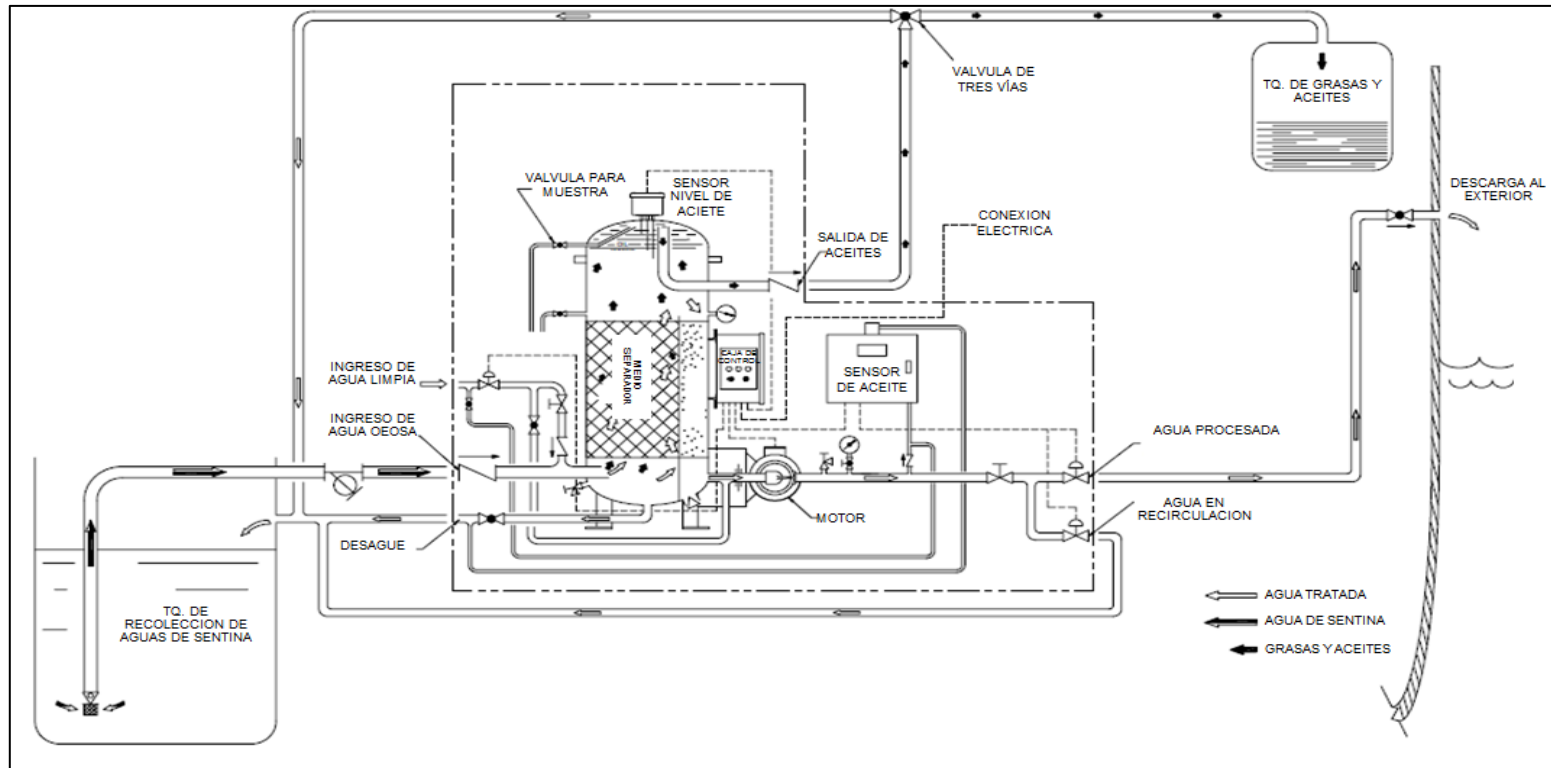 VALVULA DE
TRES VÍAS
TQ. DE GRASAS Y
ACEITES
VALVULA PARA
MUESTRA
SENSOR
NIVEL DE
ACIETE
DESCARGA AL
EXTERIOR
CONEXION
ELECTRICA
SALIDA DE
ACEITES
OIL
INGRESO DE
AGUA LIMPIA
MEDIO
SEPARADOR
CAJA DE
CONTROL
SENSOR
DE ACEITE
INGRESO DE
AGUA OEOSA
AGUA PROCESADA
MOTOR
AGUA EN
RECIRCULACION
DESAGUE
TQ. DE
RECOLECCION DE
AGUAS DE SENTINA
AGUA TRATADA
AGUA DE SENTINA
GRASAS Y ACEITES